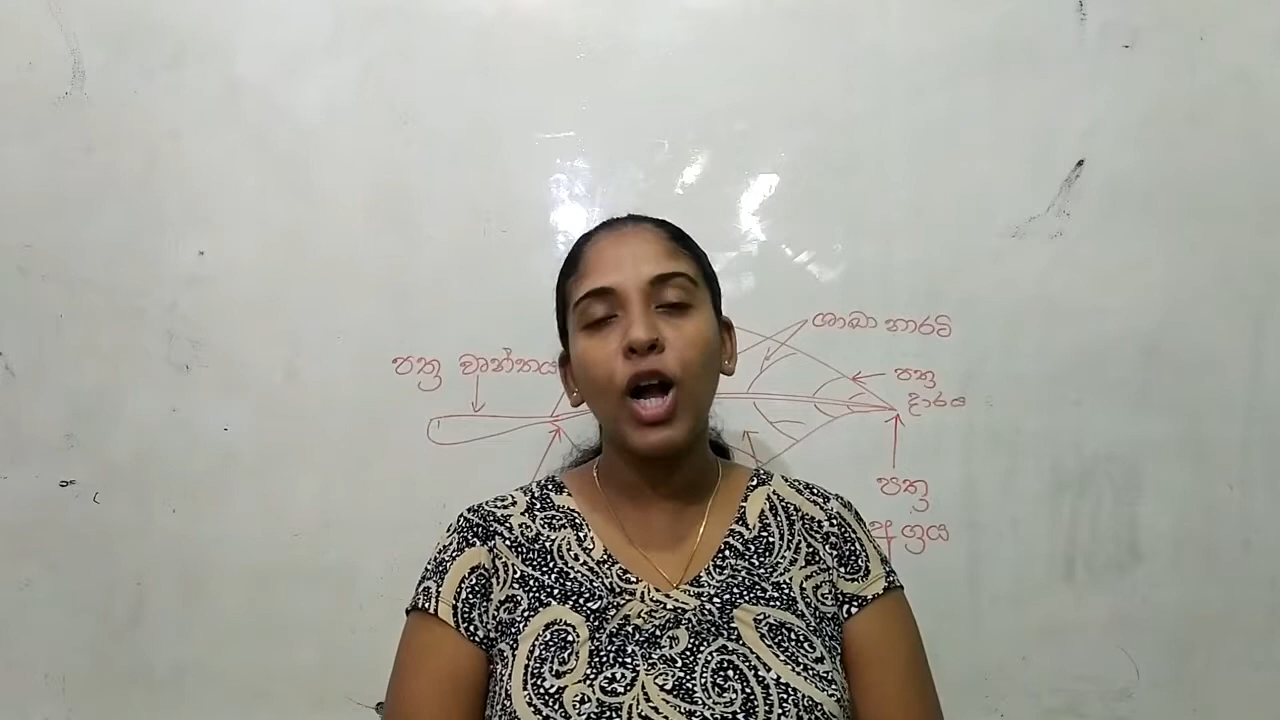 ශාඛා නාරටි
පත්‍ර වෘන්තය
පත්‍ර
දාරය
පත්‍ර
අග්‍රය